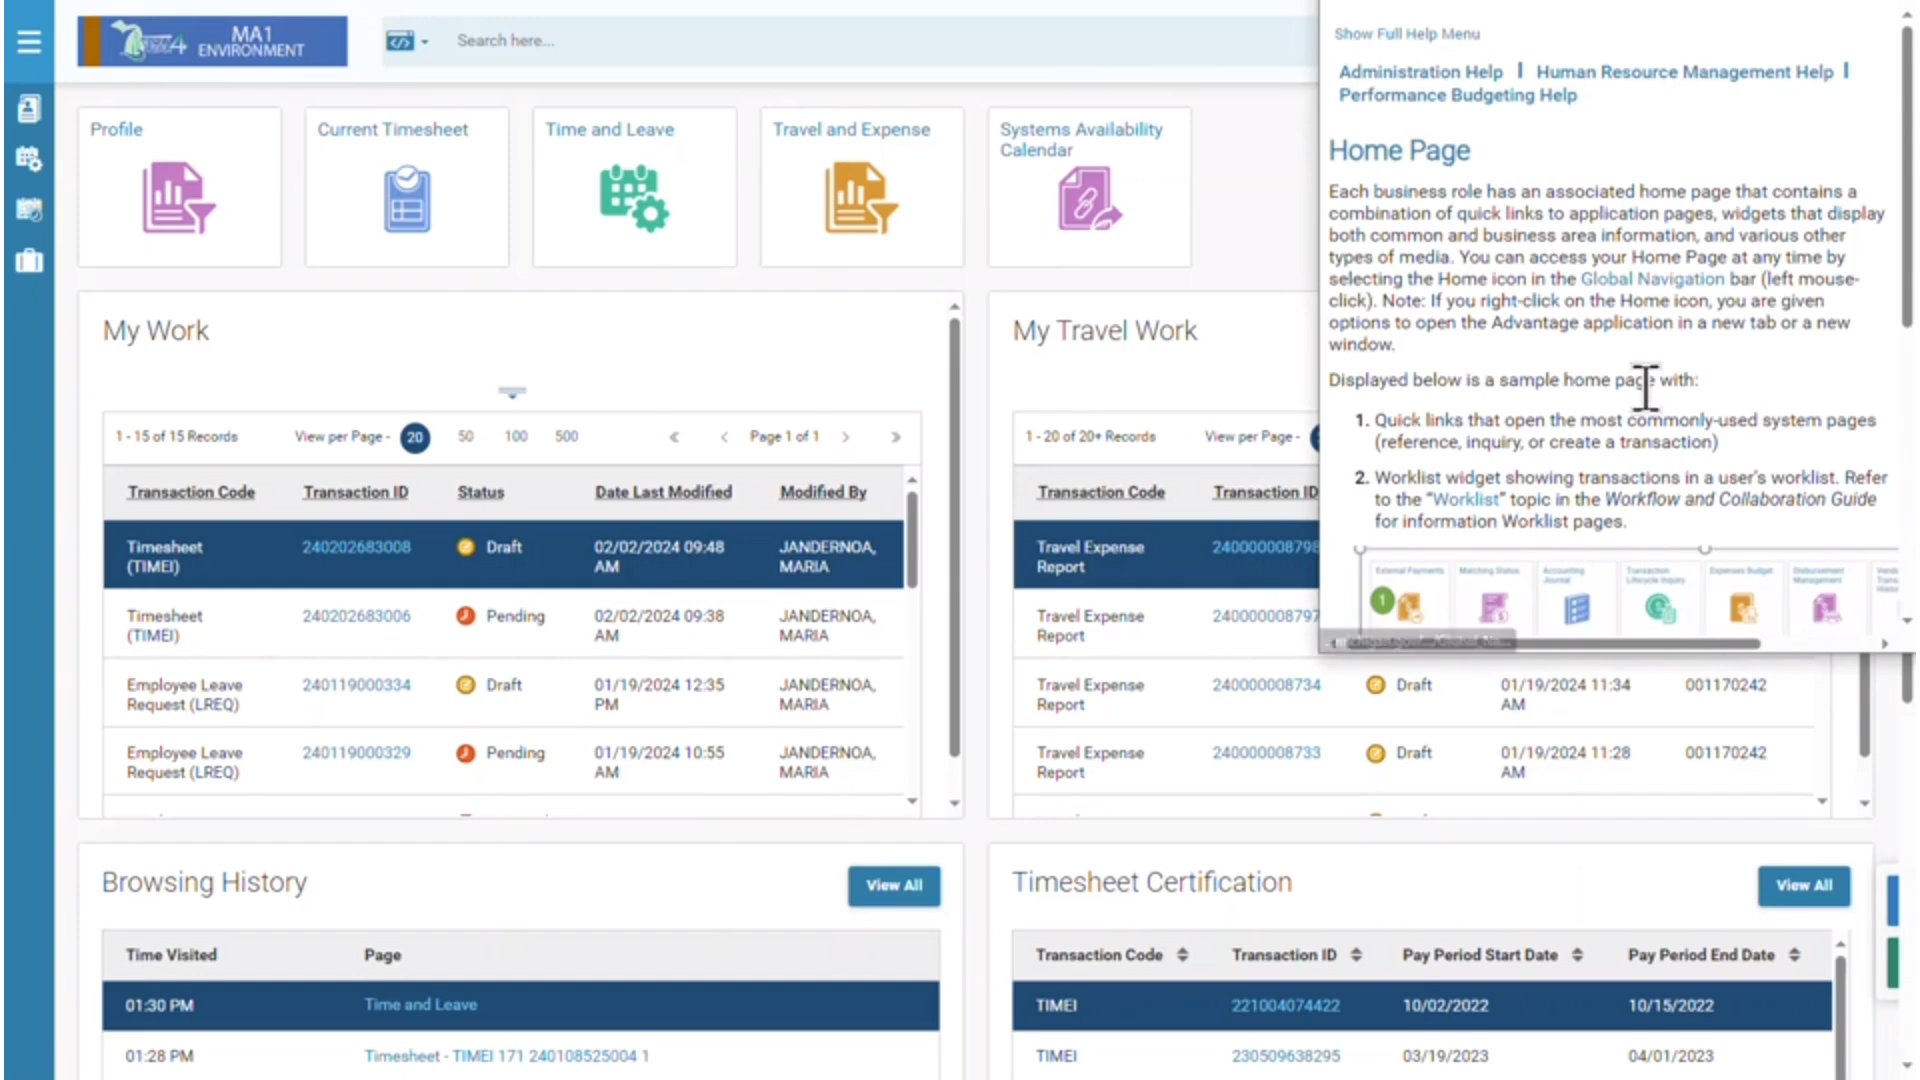 MA1
ENVIRONMENT
Search here...
Profile
Current Timesheet
Time and Leave
Travel and Expense
Systems Availability
Calendar
My Work
1 - 15 of 15 Records View per Page - 20 50 100 500 « < Page 1 of 1 > »
Transaction Code Transaction ID Status Date Last Modified Modified By
Timesheet 240202683008 Draft 02/02/2024 09:48 JANDERNOA,
(TIMEI) AM MARIA
Timesheet 240202683006 Pending 02/02/2024 09:38 JANDERNOA,
(TIMEI) AM MARIA
Employee Leave 240119000334 Draft 01/19/2024 12:35 JANDERNOA,
Request (LREQ) PM MARIA
Employee Leave 240119000329 Pending 01/19/2024 10:55 JANDERNOA,
Request (LREQ) AM MARIA
My Travel Work
1 - 20 of 20+ Records View per Page -
Transaction Code Transaction ID
Travel Expense 240000008798
Report
Travel Expense 240000008797
Report
Travel Expense 240000008734 Draft 01/19/2024 11:34 001170242
Report AM
Travel Expense 240000008733 Draft 01/19/2024 11:28 001170242
Report AM
Show Full Help Menu
Administration Help | Human Resource Management Help |
Performance Budgeting Help
Home Page
Each business role has an associated home page that contains a
combination of quick links to application pages, widgets that display
both common and business area information, and various other
types of media. You can access your Home Page at any time by
selecting the Home icon in the Global Navigation bar (left mouse-
click). Note: If you right-click on the Home icon, you are given
options to open the Advantage application in a new tab or a new
window.
Displayed below is a sample home page with:
1. Quick links that open the most commonly-used system pages
(reference, inquiry, or create a transaction)
2. Worklist widget showing transactions in a user's worklist. Refer
to the “Worklist” topic in the Workflow and Collaboration Guide
for information Worklist pages.
External Payments Matching Status Accounting Transaction Expenses Budget Disbursement
Journal Lifecycle Inquiry Management
1
Browsing History
View All
Time Visited Page
01:30 PM Time and Leave
01:28 PM Timesheet - TIMEI 171 240108525004 1
Timesheet Certification
View All
Transaction Code Transaction ID Pay Period Start Date Pay Period End Date
TIMEI 221004074422 10/02/2022 10/15/2022
TIMEI 230509638295 03/19/2023 04/01/2023